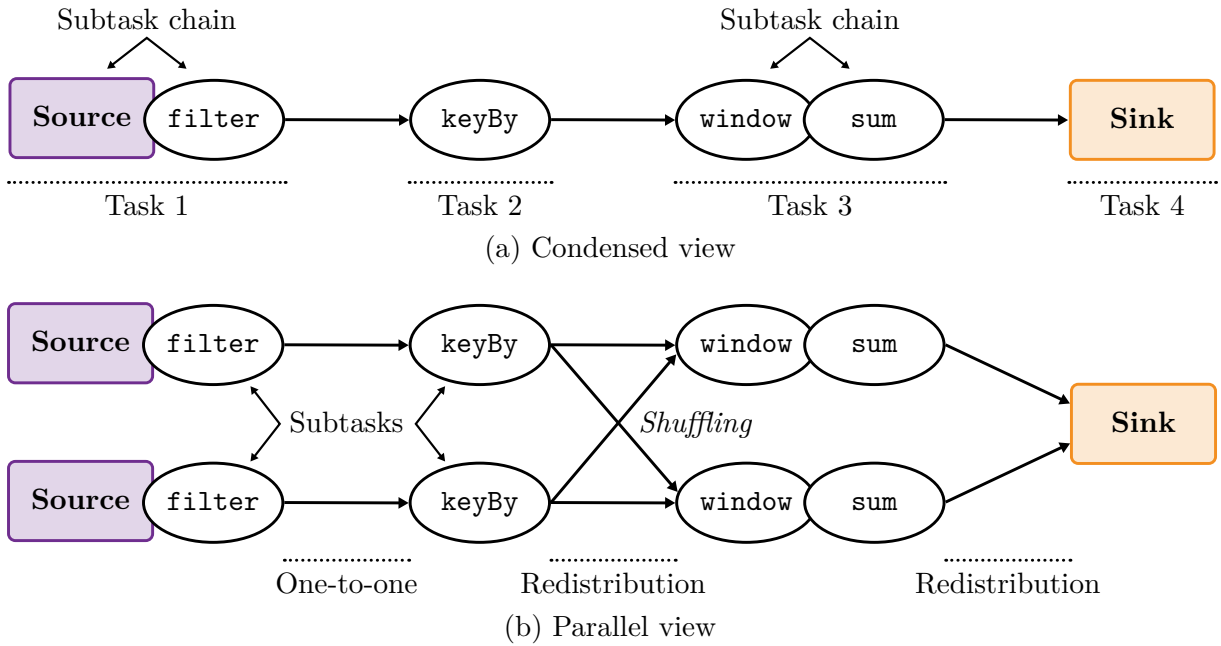 Subtask chain Subtask chain
Source filter keyBy window sum Sink
Task 1 Task 2 Task 3 Task 4
(a) Condensed view
Source filter keyBy window sum
Subtasks Shuffling Sink
Source filter keyBy window sum
One-to-one Redistribution Redistribution
(b) Parallel view